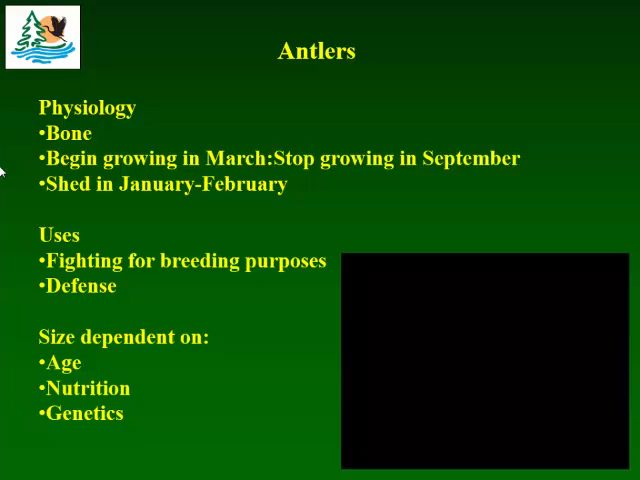 Antlers
Physiology
•Bone
•Begin growing in March:Stop growing in September
•Shed in January-February
Uses
•Fighting for breeding purposes
•Defense
Size dependent on:
•Age
•Nutrition
•Genetics